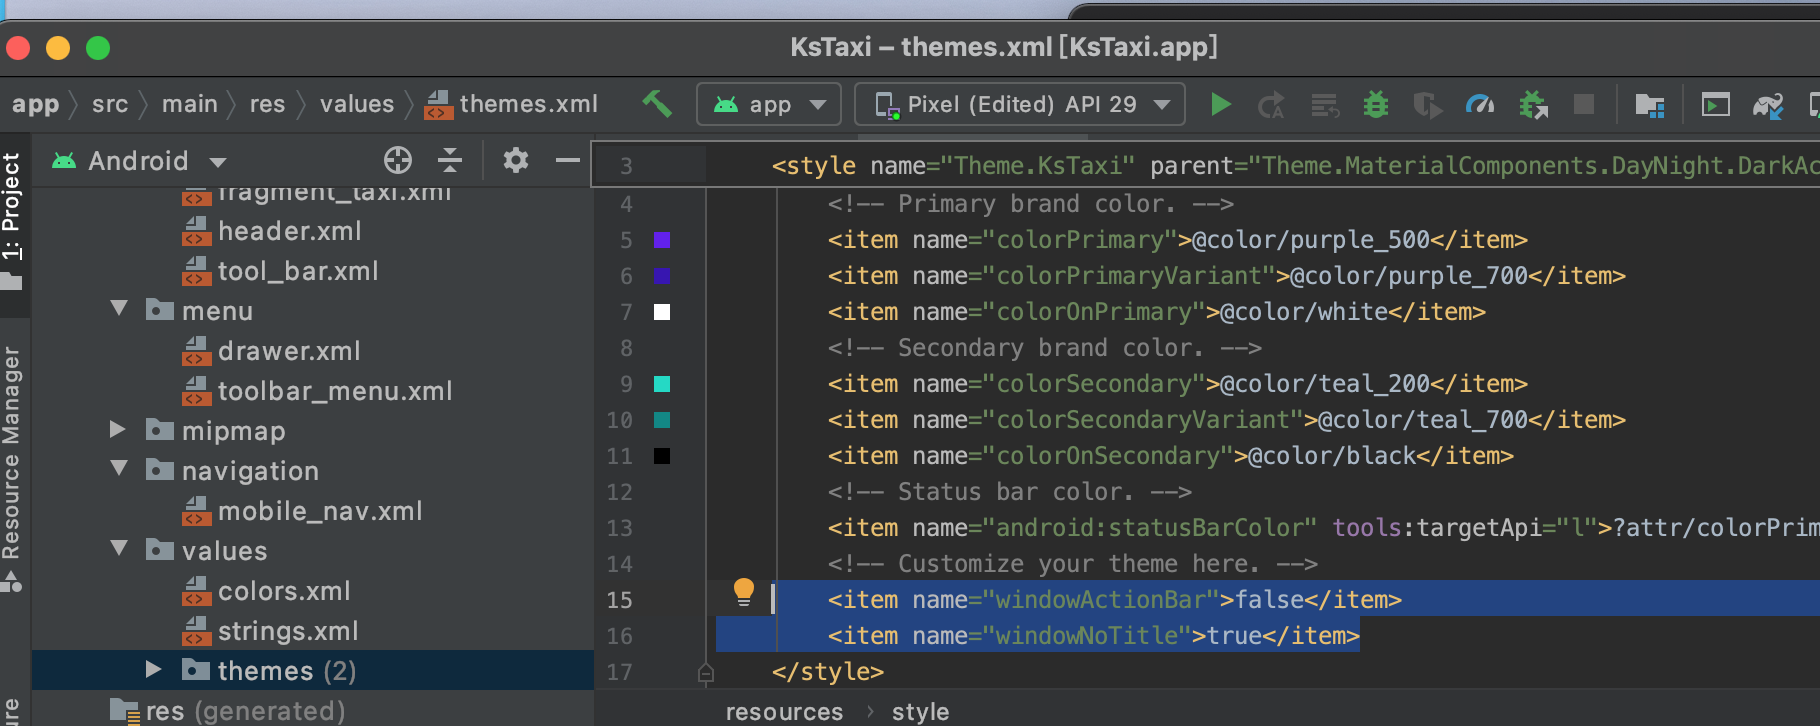 KsTaxi – themes.xml [KsTaxi.app]
app src main res values themes.xml app Pixel (Edited) API 29
1: Project
Resource Manager
Android
fragment_taxi.xml
header.xml
tool_bar.xml
menu
drawer.xml
toolbar_menu.xml
mipmap
navigation
mobile_nav.xml
values
colors.xml
strings.xml
themes (2)
res (generated)
3 <style name="Theme.KsTaxi" parent="Theme.MaterialComponents.DayNight.DarkAc
4 <!-- Primary brand color. -->
5 <item name="colorPrimary">@color/purple_500</item>
6 <item name="colorPrimaryVariant">@color/purple_700</item>
7 <item name="colorOnPrimary">@color/white</item>
8 <!-- Secondary brand color. -->
9 <item name="colorSecondary">@color/teal_200</item>
10 <item name="colorSecondaryVariant">@color/teal_700</item>
11 <item name="colorOnSecondary">@color/black</item>
12 <!-- Status bar color. -->
13 <item name="android:statusBarColor" tools:targetApi="l">?attr/colorPrim
14 <!-- Customize your theme here. -->
15 <item name="windowActionBar">false</item>
16 <item name="windowNoTitle">true</item>
17 </style>
resources › style